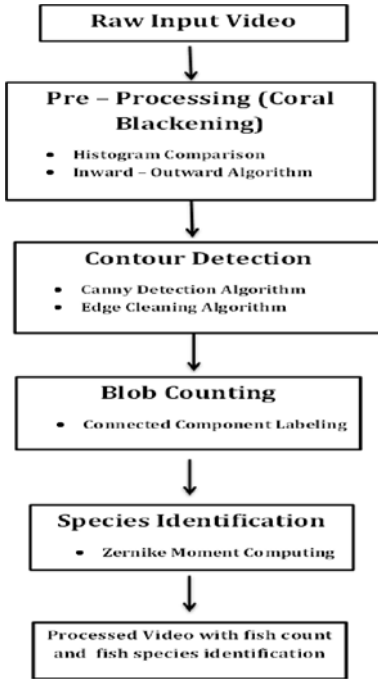 Raw Input Video
Pre – Processing (Coral
Blackening)
• Histogram Comparison
• Inward – Outward Algorithm
Contour Detection
• Canny Detection Algorithm
• Edge Cleaning Algorithm
Blob Counting
• Connected Component Labeling
Species Identification
• Zernike Moment Computing
Processed Video with fish count
and fish species identification